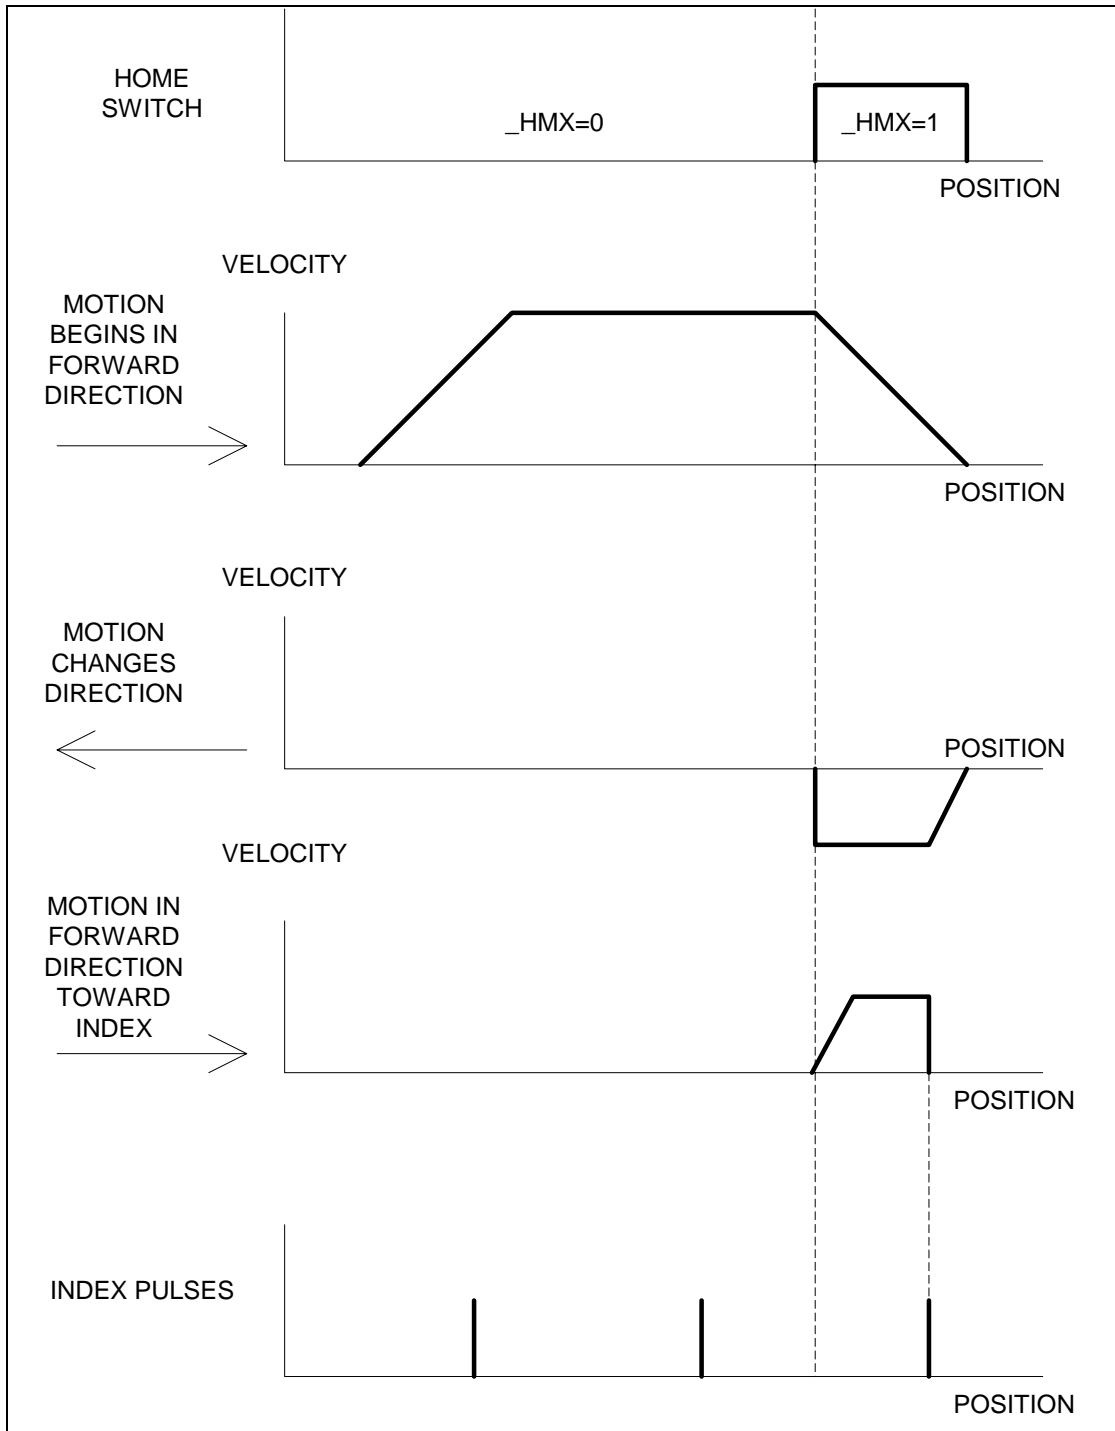 HOME
SWITCH
_HMX=0
_HMX=1
POSITION
VELOCITY
MOTION
BEGINS IN
FORWARD
DIRECTION
POSITION
VELOCITY
MOTION
CHANGES
DIRECTION
POSITION
VELOCITY
MOTION IN
FORWARD
DIRECTION
TOWARD
INDEX
POSITION
INDEX PULSES
POSITION